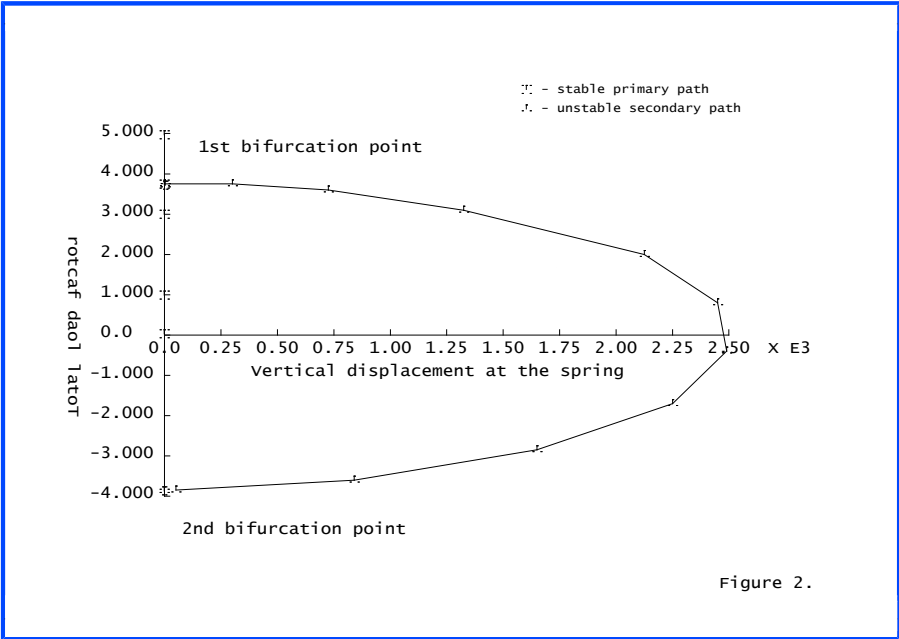 - stable primary path
- unstable secondary path
5.000
1st bifurcation point
4.000
3.000
2.000
1.000
0.0
0.0 0.25 0.50 0.75 1.00 1.25 1.50 1.75 2.00 2.25 2.50 X E3
Vertical displacement at the spring
-1.000
-2.000
-3.000
-4.000
rotcaf daol latoT
2nd bifurcation point
Figure 2.